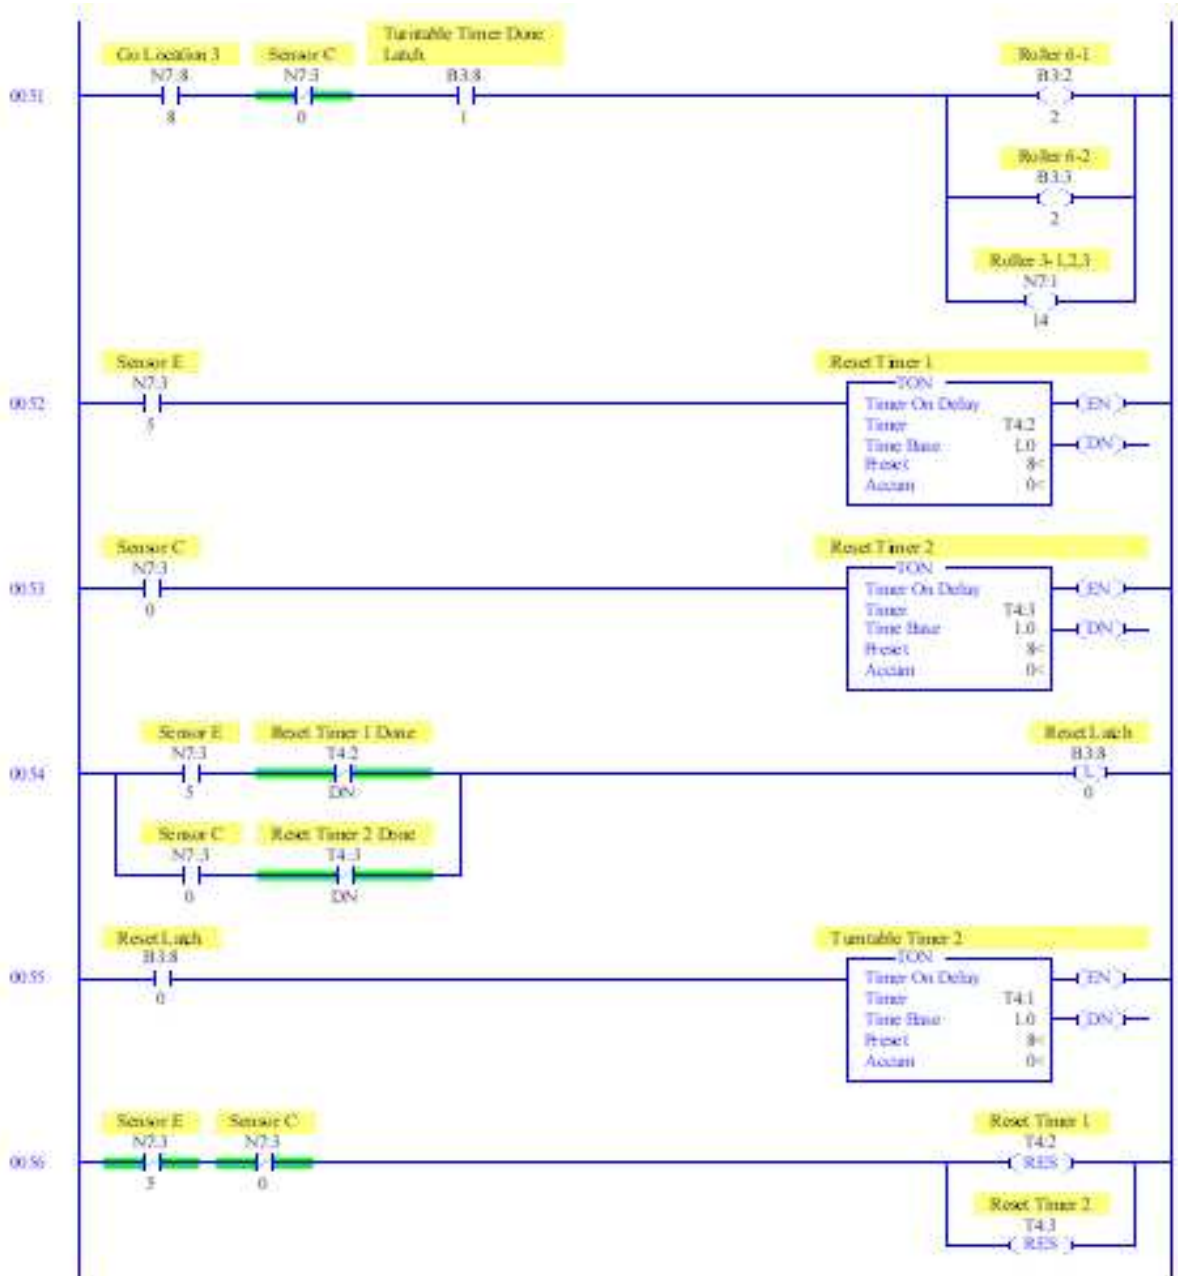 Turntable Timer Done
Go Location 3 Sensor C Latch Roller 6-1
N7:8 N7:3 B3:8 B3:2
0051
8 0 1 2
Roller 6-2
B3:3
2
Roller 3-1,2,3
N7:1
14
Sensor E Reset Timer 1
N7:3 TON
0052 Timer On Delay EN
5 Timer T4:2
Time Base 1.0 DN
Preset 8<
Accum 0<
Sensor C Reset Timer 2
N7:3 TON
0053 Timer On Delay EN
0 Timer T4:3
Time Base 1.0 DN
Preset 8<
Accum 0<
Sensor E Reset Timer 1 Done Reset Latch
N7:3 T4:2 B3:8
0054 L
5 DN 0
Sensor C Reset Timer 2 Done
N7:3 T4:3
0 DN
Reset Latch Turntable Timer 2
B3:8 TON
0055 Timer On Delay EN
0 Timer T4:1
Time Base 1.0 DN
Preset 8<
Accum 0<
Sensor E Sensor C Reset Timer 1
N7:3 N7:3 T4:2
0056 RES
5 0
Reset Timer 2
T4:3
RES